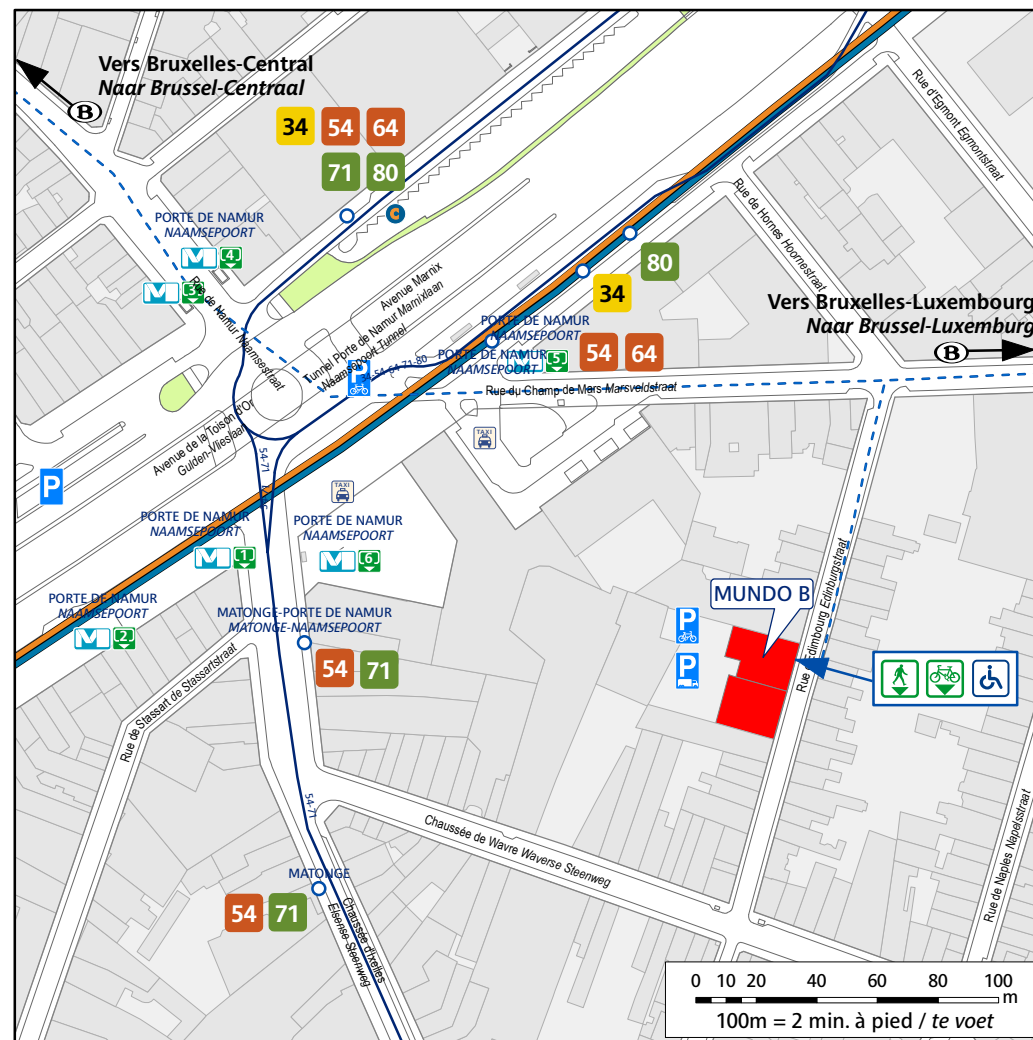 Vers Bruxelles-Central
Naar Brussel-Centraal
B
34 54 64
71 80
C
PORTE DE NAMUR
NAAMSEPOORT
M 4
M 3
Rue de Namur Naamsestraat
Rue d'Egmont Egmontstraat
Rue de Hornes Hoornestraat
80
34
Vers Bruxelles-Luxembourg
Naar Brussel-Luxemburg
B
Avenue Marnix
Tunnel Porte de Namur Marnixlaan
Naamsepoort Tunnel
PORTE DE NAMUR
NAAMSEPOORT
PORTE DE NAMUR
NAAMSEPOORT
M 5
54 64
34-54-64-71-80
P
Rue du Champ de Mars Marsveldstraat
Avenue de la Toison d'Or
Gulden-Vlieslaan
TAXI
54-71
P
TAXI
PORTE DE NAMUR
NAAMSEPOORT
M 1
PORTE DE NAMUR
NAAMSEPOORT
M 6
PORTE DE NAMUR
NAAMSEPOORT
M 2
MATONGE-PORTE DE NAMUR
MATONGE-NAAMSEPOORT
54 71
Rue de Stassart de Stassartstraat
MUNDO B
P
P
Rue d'Edimbourg Edinburgstraat
54-71
Chaussée de Wavre Waverse Steenweg
Rue de Naples Napelsstraat
MATONGE
54 71
Chaussée d'Ixelles
Elsense Steenweg
0 10 20 40 60 80 100
m
100m = 2 min. à pied / te voet